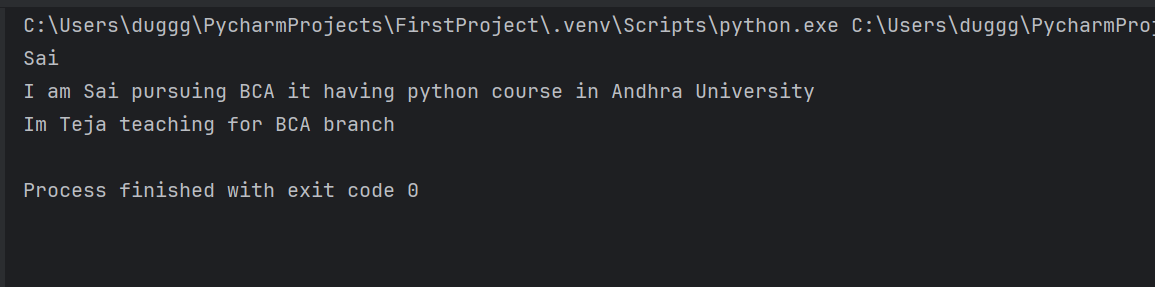 C:\Users\duggg\PycharmProjects\FirstProject\.venv\Scripts\python.exe C:\Users\duggg\PycharmProj
Sai
I am Sai pursuing BCA it having python course in Andhra University
Im Teja teaching for BCA branch
Process finished with exit code 0